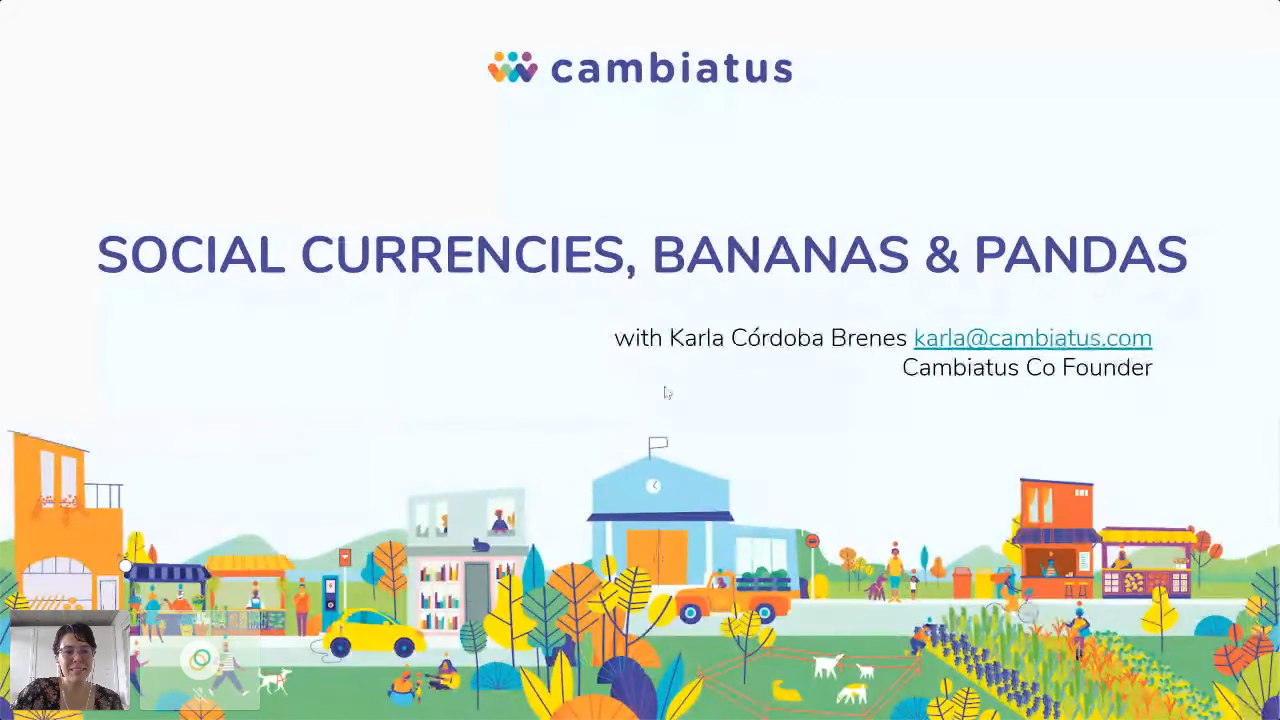 cambiatus
SOCIAL CURRENCIES, BANANAS & PANDAS
with Karla Córdoba Brenes karla@cambiatus.com
Cambiatus Co Founder